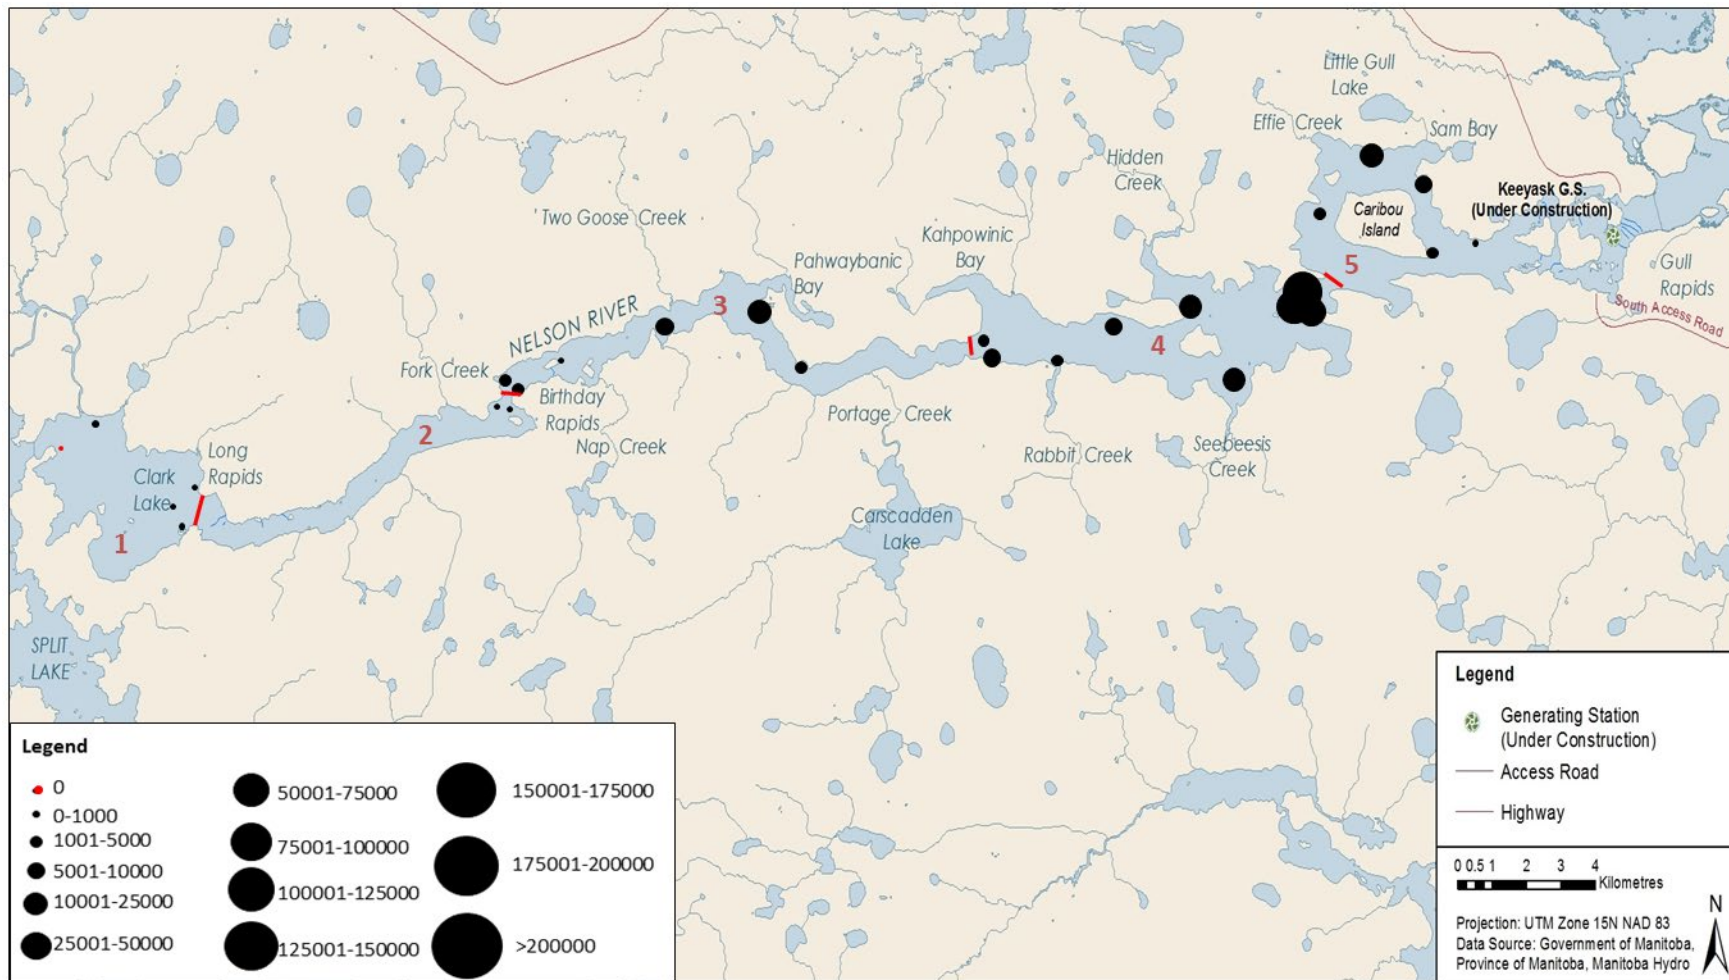 Little Gull
Lake
Effie Creek
Sam Bay
Hidden
Creek
Keeyask G.S.
(Under Construction)
Two Goose Creek
Caribou
Island
Kahpowinic
Bay
Pahwaybanic
Bay
5
Gull
Rapids
South Access Road
3
NELSON RIVER
4
Fork Creek
Birthday
Rapids
Portage Creek
2
Nap Creek
Rabbit Creek
Seebeesis
Creek
Long
Rapids
Clark
Lake
Carscadden
Lake
1
SPLIT
LAKE
Legend
0
0-1000
1001-5000
5001-10000
10001-25000
25001-50000
50001-75000
75001-100000
100001-125000
125001-150000
150001-175000
175001-200000
>200000
Legend
Generating Station
(Under Construction)
Access Road
Highway
0 0.5 1 2 3 4
Kilometres
N
Projection: UTM Zone 15N NAD 83
Data Source: Government of Manitoba,
Province of Manitoba, Manitoba Hydro